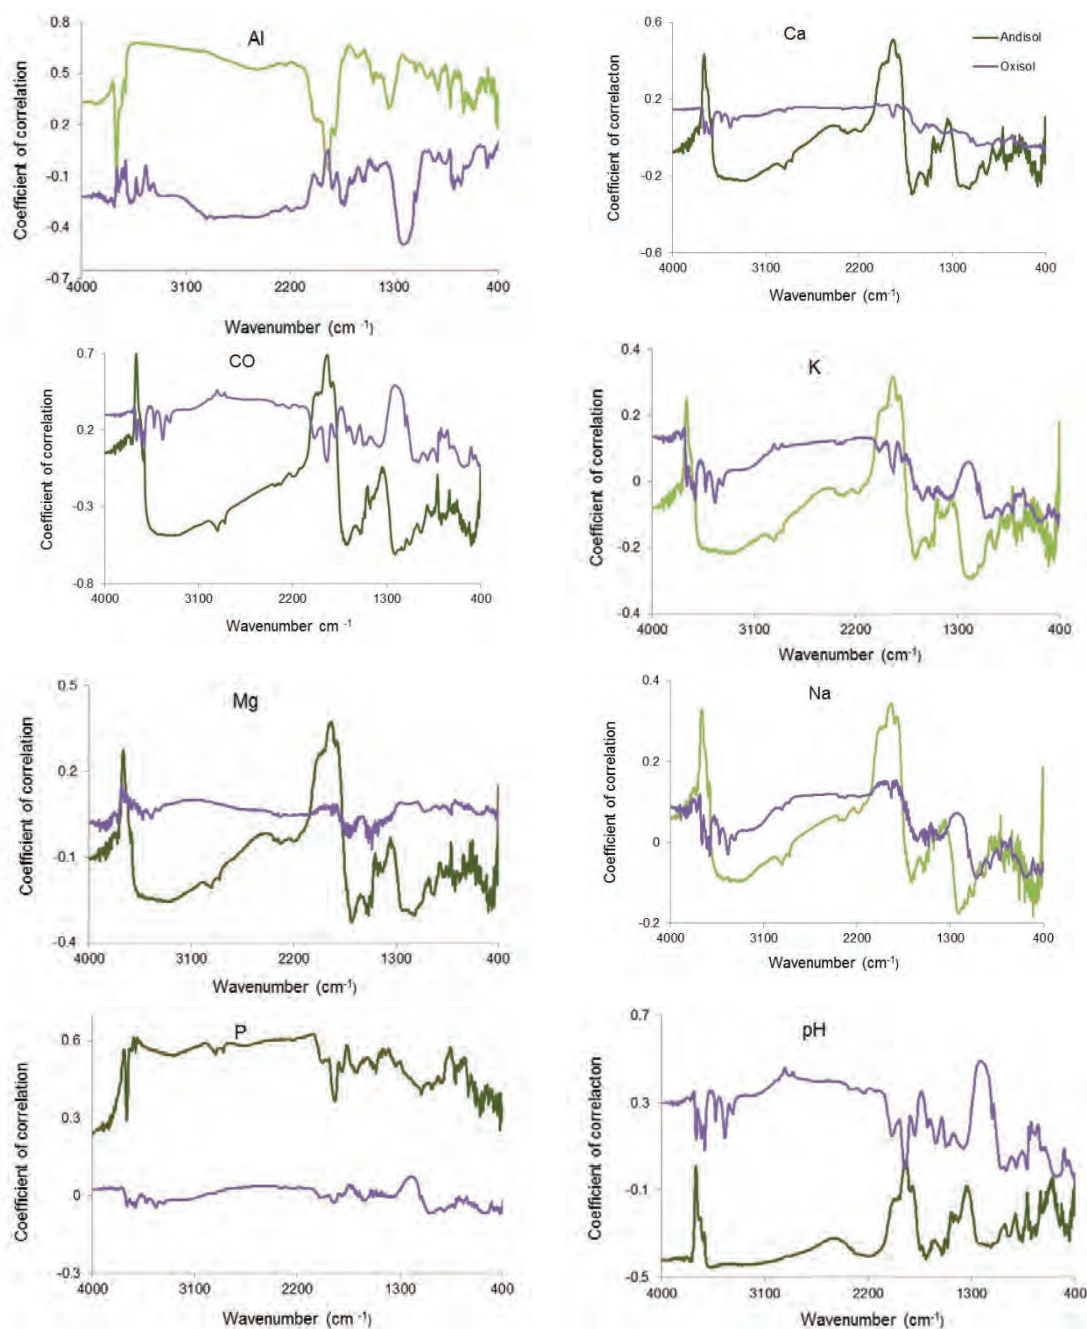 Al
Coefficient of correlation
0.8
0.5
0.2
-0.1
-0.4
-0.7
4000 3100 2200 1300 400
Wavenumber (cm -1)
Ca
Andisol
Oxisol
Coefficient of correlacton
0.6
0.2
-0.2
-0.6
4000 3100 2200 1300 400
Wavenumber (cm-1)
CO
Coefficient of correlation
0.7
0.2
-0.3
-0.8
4000 3100 2200 1300 400
Wavenumber cm -1
K
Coefficient of correlation
0.4
0.2
0
-0.2
-0.4
4000 3100 2200 1300 400
Wavenumber (cm-1)
Mg
Coefficient of correlation
0.5
0.2
-0.1
-0.4
4000 3100 2200 1300 400
Wavenumber (cm-1)
Na
Coefficient of correlation
0.4
0.2
0
-0.2
4000 3100 2200 1300 400
Wavenumber (cm-1)
P
Coefficient of correlation
0.6
0.3
0
-0.3
4000 3100 2200 1300 400
Wavenumber (cm-1)
pH
Coefficient of correlacton
0.7
0.3
-0.1
-0.5
4000 3100 2200 1300 400
Wavenumber (cm-1)